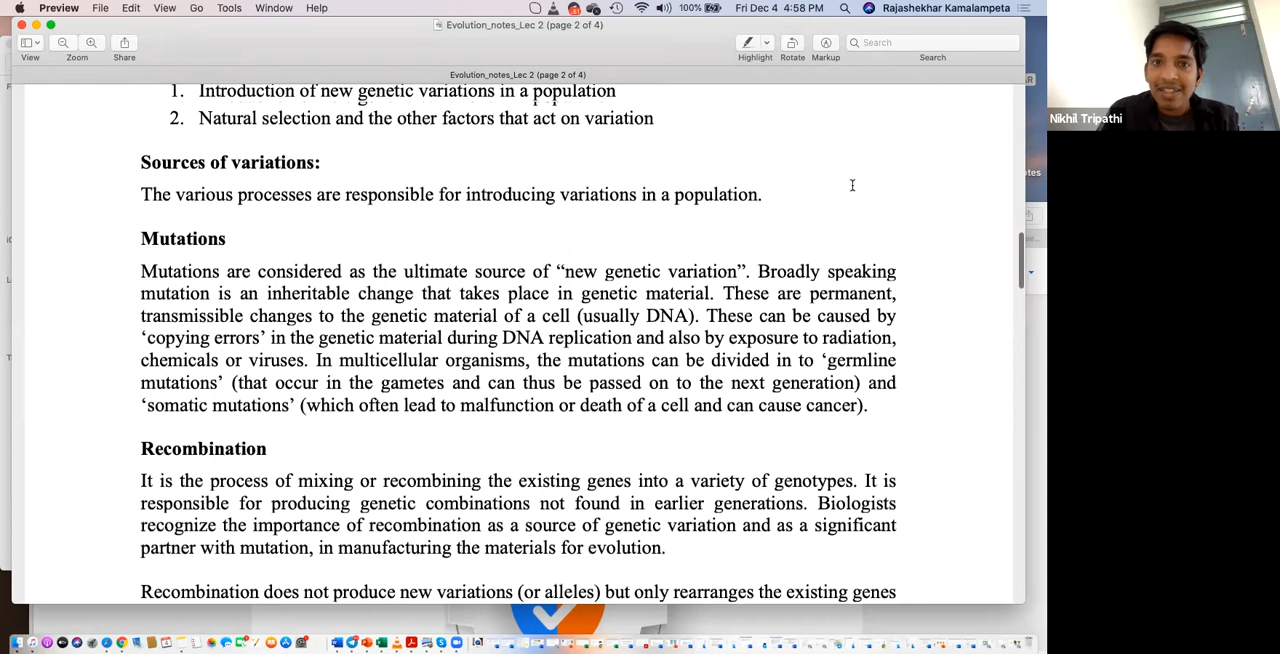 Preview File Edit View Go Tools Window Help 100% Fri Dec 4 4:58 PM Rajashekhar Kamalampeta
Evolution_notes_Lec 2 (page 2 of 4)
Search
View Zoom Share Highlight Rotate Markup Search
Evolution_notes_Lec 2 (page 2 of 4)
1. Introduction of new genetic variations in a population
2. Natural selection and the other factors that act on variation
Sources of variations:
The various processes are responsible for introducing variations in a population.
Mutations
Mutations are considered as the ultimate source of “new genetic variation”. Broadly speaking
mutation is an inheritable change that takes place in genetic material. These are permanent,
transmissible changes to the genetic material of a cell (usually DNA). These can be caused by
‘copying errors’ in the genetic material during DNA replication and also by exposure to radiation,
chemicals or viruses. In multicellular organisms, the mutations can be divided in to ‘germline
mutations’ (that occur in the gametes and can thus be passed on to the next generation) and
‘somatic mutations’ (which often lead to malfunction or death of a cell and can cause cancer).
Recombination
It is the process of mixing or recombining the existing genes into a variety of genotypes. It is
responsible for producing genetic combinations not found in earlier generations. Biologists
recognize the importance of recombination as a source of genetic variation and as a significant
partner with mutation, in manufacturing the materials for evolution.
Recombination does not produce new variations (or alleles) but only rearranges the existing genes
Nikhil Tripathi